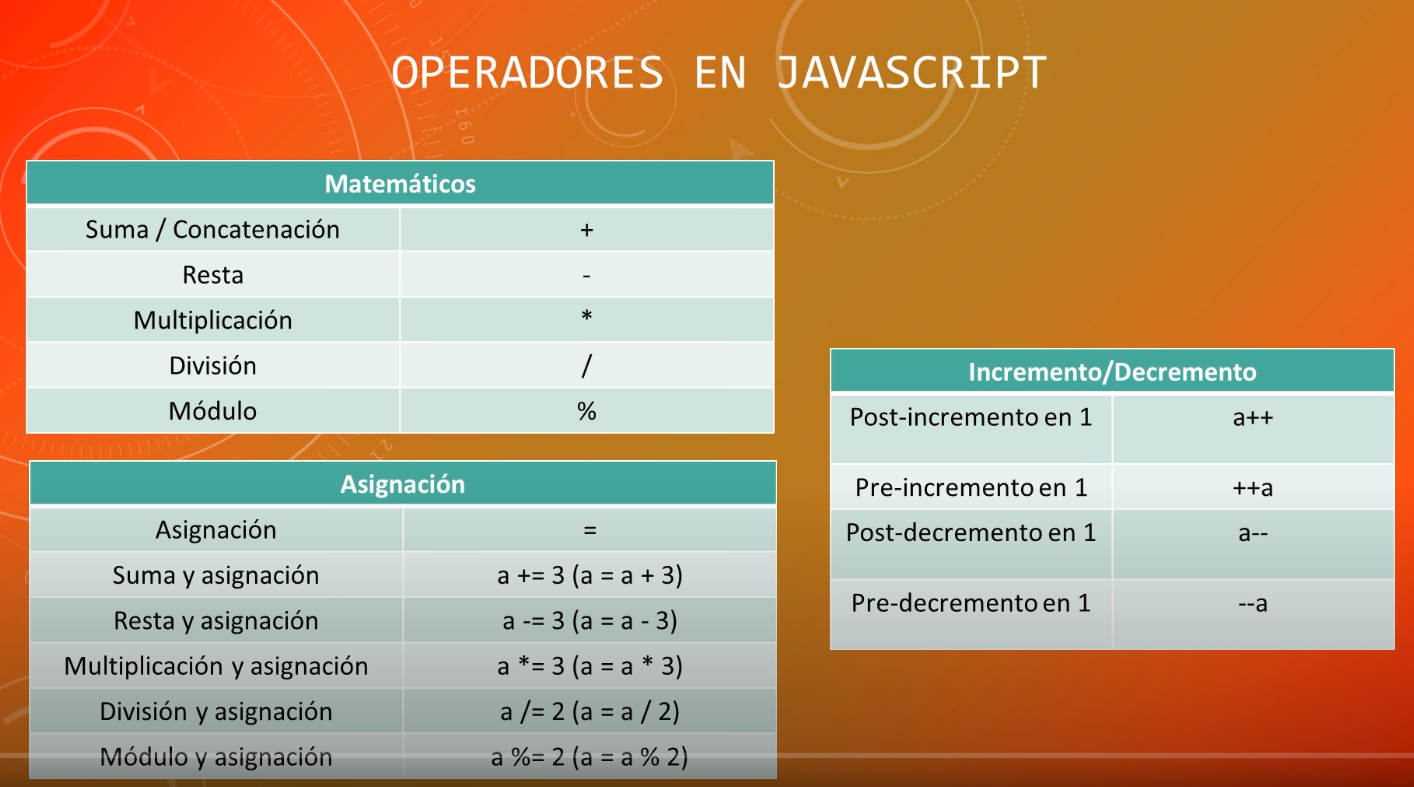 OPERADORES EN JAVASCRIPT
Matemáticos
Suma / Concatenación +
Resta -
Multiplicación *
División /
Módulo %
Asignación
Asignación =
Suma y asignación a += 3 (a = a + 3)
Resta y asignación a -= 3 (a = a - 3)
Multiplicación y asignación a *= 3 (a = a * 3)
División y asignación a /= 2 (a = a / 2)
Módulo y asignación a %= 2 (a = a % 2)
Incremento/Decremento
Post-incremento en 1 a++
Pre-incremento en 1 ++a
Post-decremento en 1 a--
Pre-decremento en 1 --a
150
160